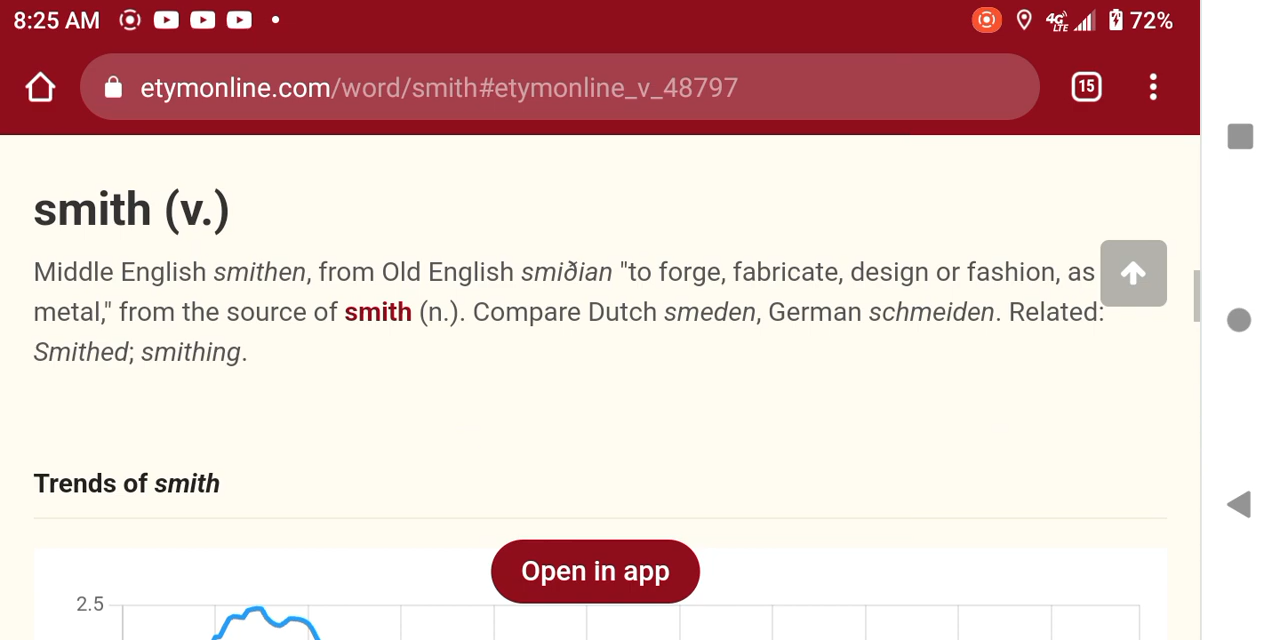 8:25 AM 72%
4G LTE
etymonline.com/word/smith#etymonline_v_48797 15
smith (v.)
Middle English smithen, from Old English smiðian "to forge, fabricate, design or fashion, as
metal," from the source of smith (n.). Compare Dutch smeden, German schmeiden. Related:
Smithed; smithing.
Trends of smith
Open in app
2.5